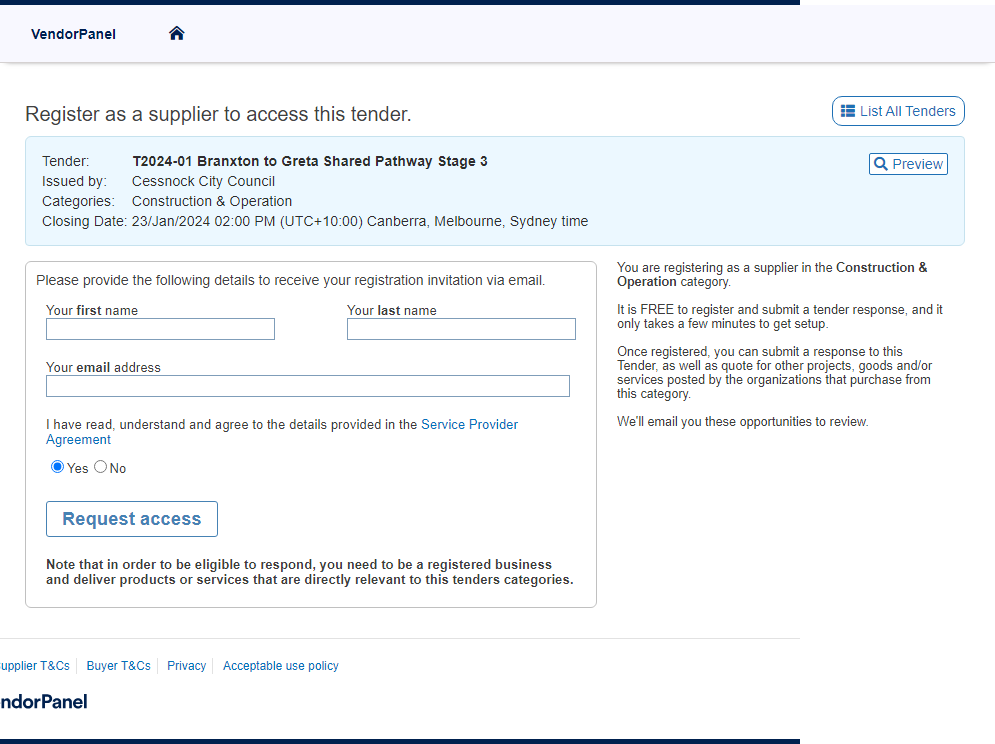 VendorPanel
Register as a supplier to access this tender.
List All Tenders
Tender: T2024-01 Branxton to Greta Shared Pathway Stage 3
Preview
Issued by: Cessnock City Council
Categories: Construction & Operation
Closing Date: 23/Jan/2024 02:00 PM (UTC+10:00) Canberra, Melbourne, Sydney time
Please provide the following details to receive your registration invitation via email.
Your first name
Your last name
Your email address
I have read, understand and agree to the details provided in the Service Provider
Agreement
Yes No
Request access
Note that in order to be eligible to respond, you need to be a registered business
and deliver products or services that are directly relevant to this tenders categories.
You are registering as a supplier in the Construction &
Operation category.
It is FREE to register and submit a tender response, and it
only takes a few minutes to get setup.
Once registered, you can submit a response to this
Tender, as well as quote for other projects, goods and/or
services posted by the organizations that purchase from
this category.
We'll email you these opportunities to review.
upplier T&Cs Buyer T&Cs Privacy Acceptable use policy
ndorPanel